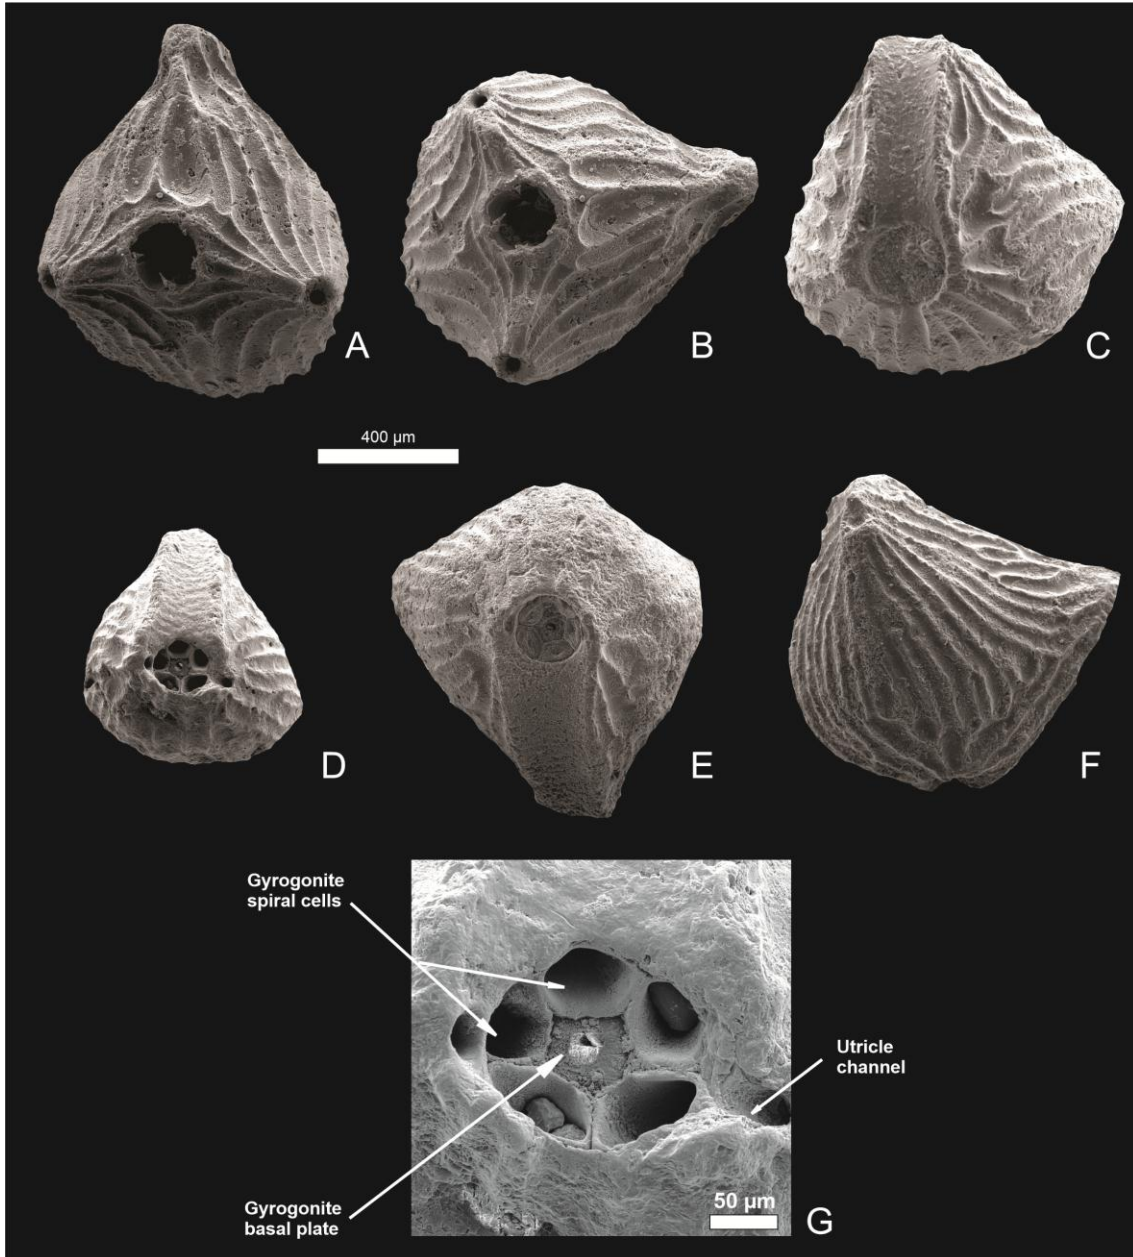 A
B
C
400 µm
D
E
F
Gyrogonite
spiral cells
Utricle
channel
Gyrogonite
basal plate
50 µm
G